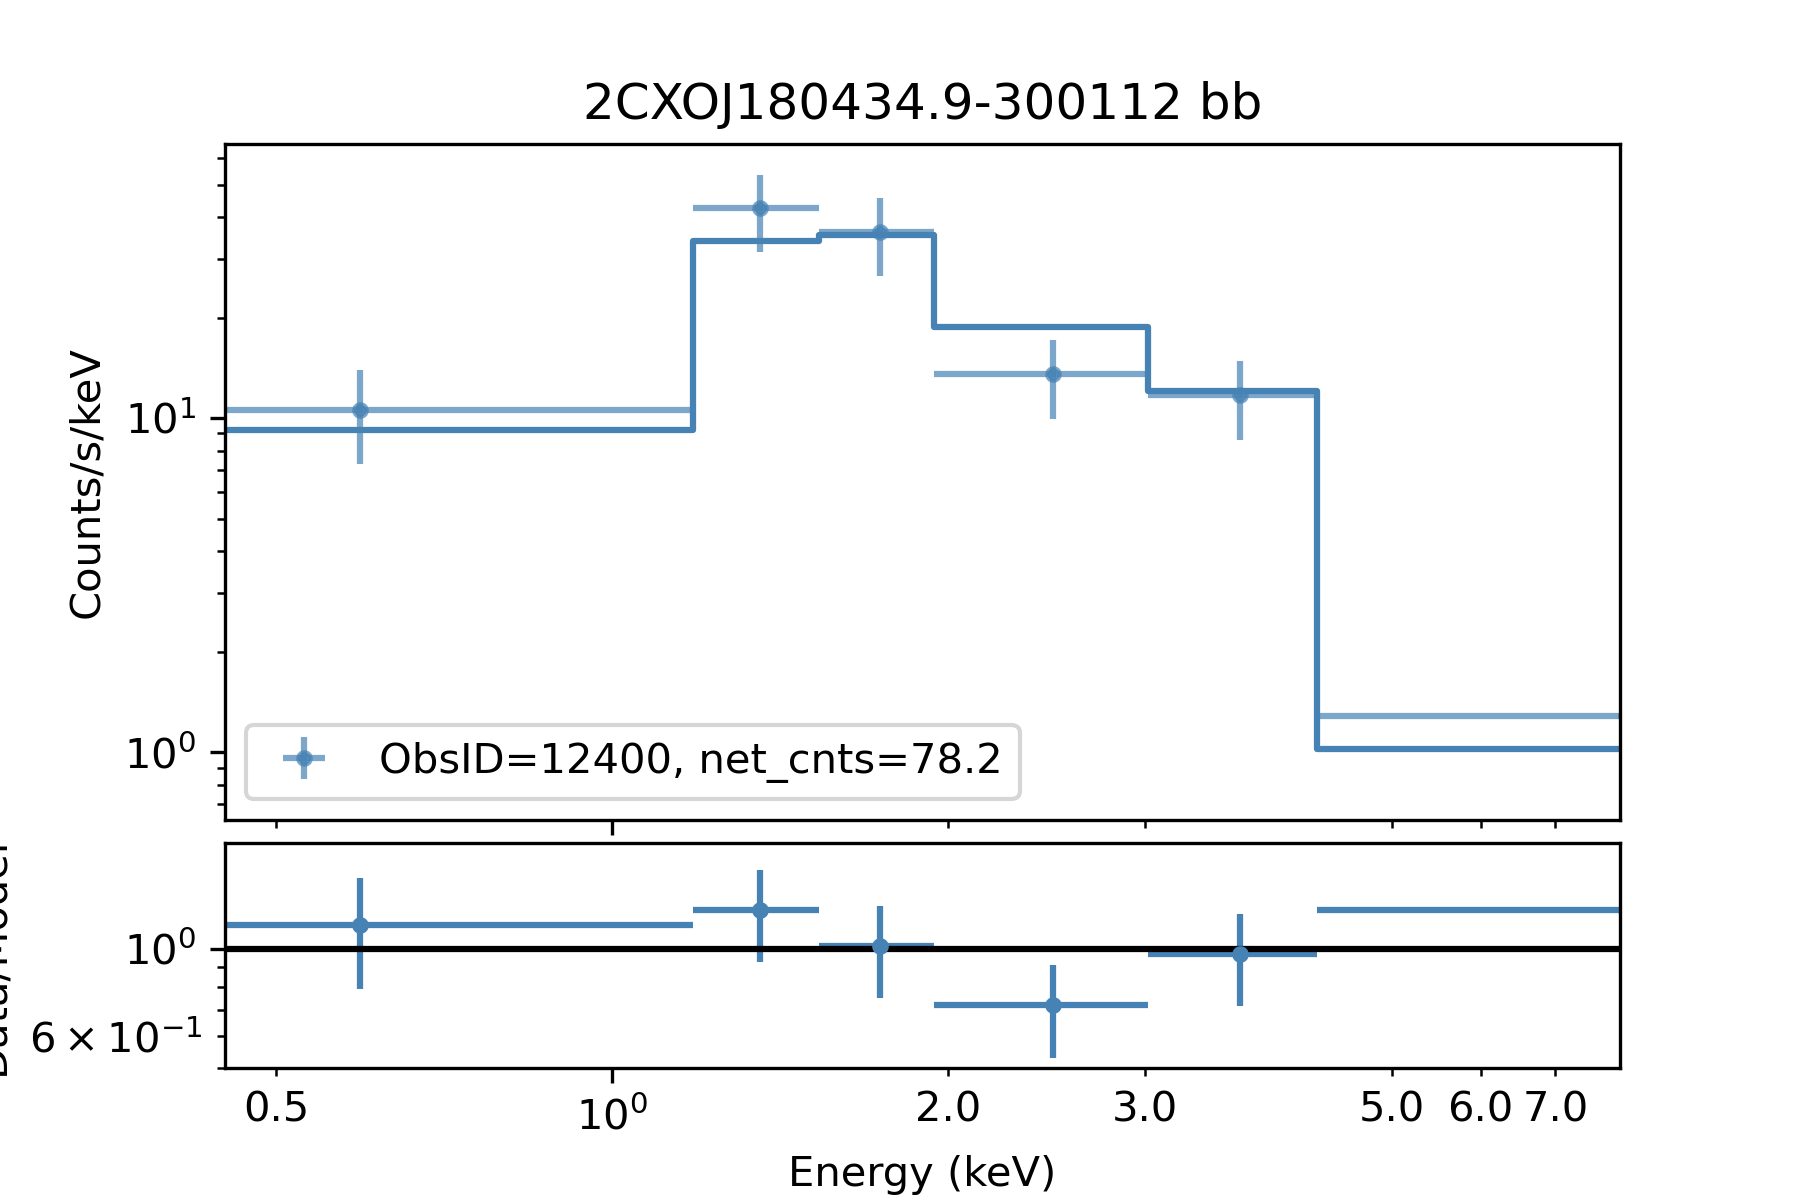 2CXOJ180434.9-300112 bb
Counts/s/keV
10¹
10⁰
ObsID=12400, net_cnts=78.2
10⁰
6 × 10⁻¹
0.5 10⁰ 2.0 3.0 5.0 6.0 7.0
Energy (keV)